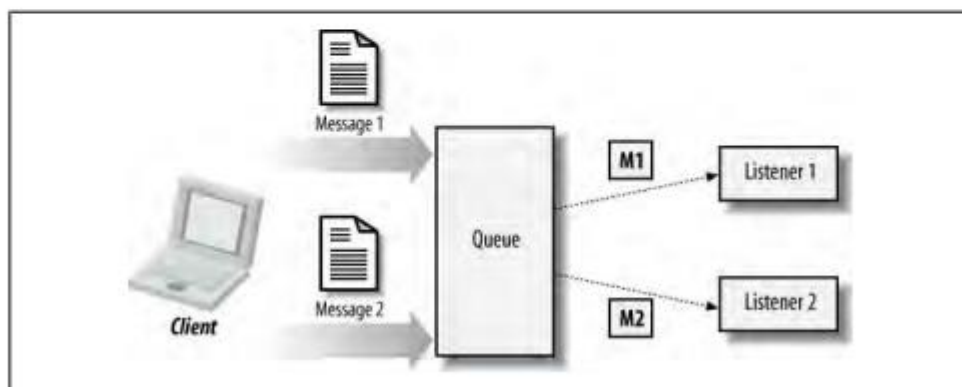 Message 1
M1
Listener 1
Queue
Message 2
Client
M2
Listener 2